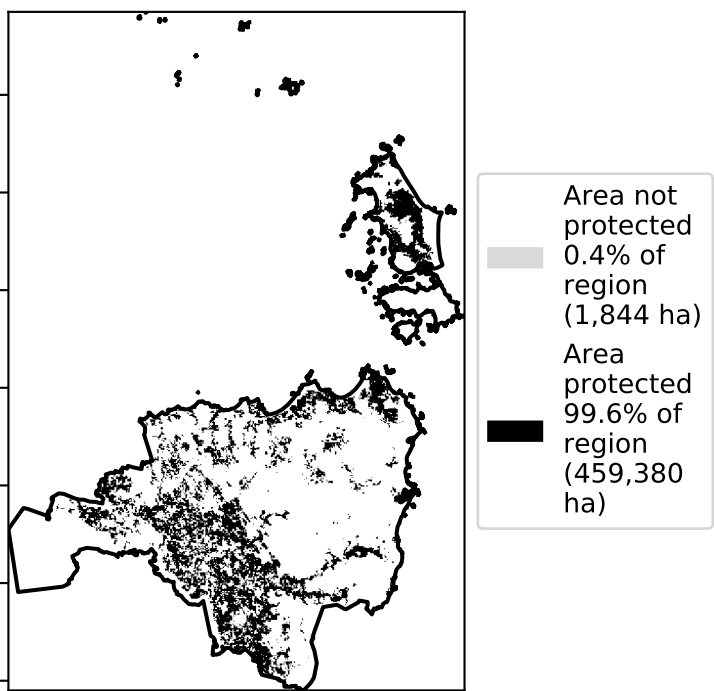 Area not
protected
0.4% of
region
(1,844 ha)
Area
protected
99.6% of
region
(459,380
ha)